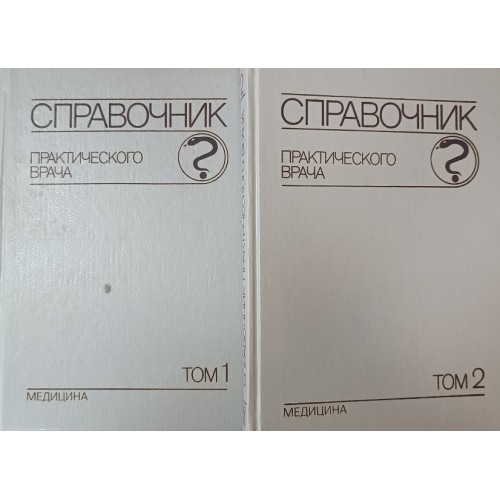 СПРАВОЧНИК
ПРАКТИЧЕСКОГО
ВРАЧА
?
ТОМ 1
МЕДИЦИНА
СПРАВОЧНИК
ПРАКТИЧЕСКОГО
ВРАЧА
?
ТОМ 2
МЕДИЦИНА